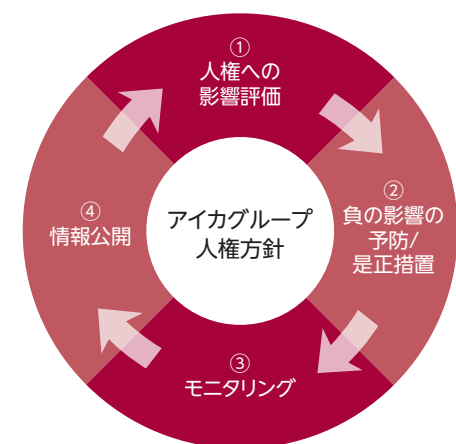 ①
人権への
影響評価
②
負の影響の
予防/
是正措置
③
モニタリング
④
情報公開
アイカグループ
人権方針